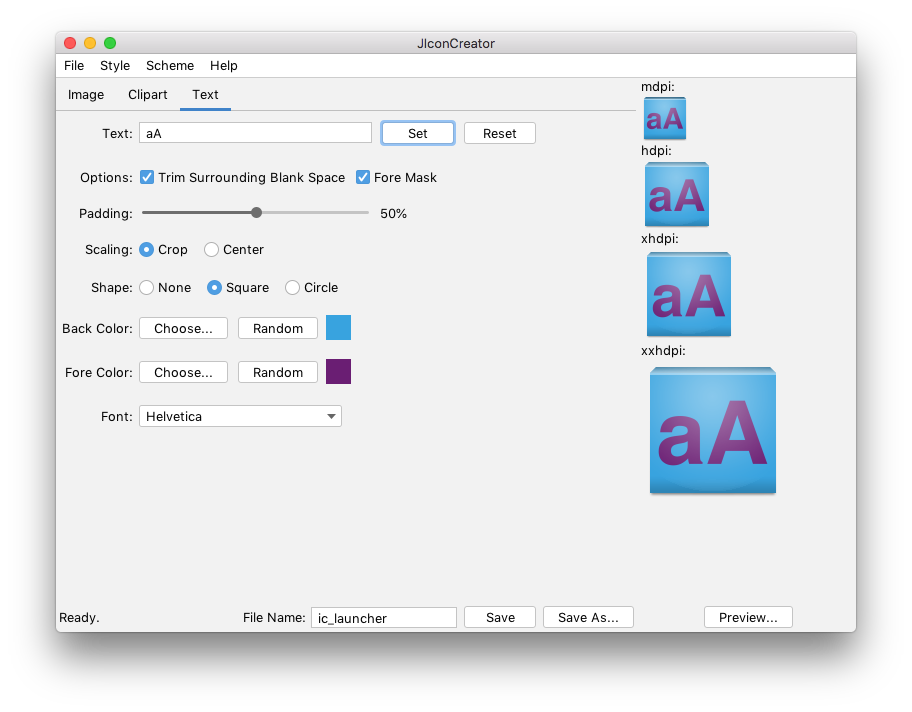 JIconCreator
File Style Scheme Help
Image Clipart Text
Text: aA Set Reset
Options: Trim Surrounding Blank Space Fore Mask
Padding: 50%
Scaling: Crop Center
Shape: None Square Circle
Back Color: Choose... Random
Fore Color: Choose... Random
Font: Helvetica
mdpi:
aA
hdpi:
aA
xhdpi:
aA
xxhdpi:
aA
Ready. File Name: ic_launcher Save Save As... Preview...